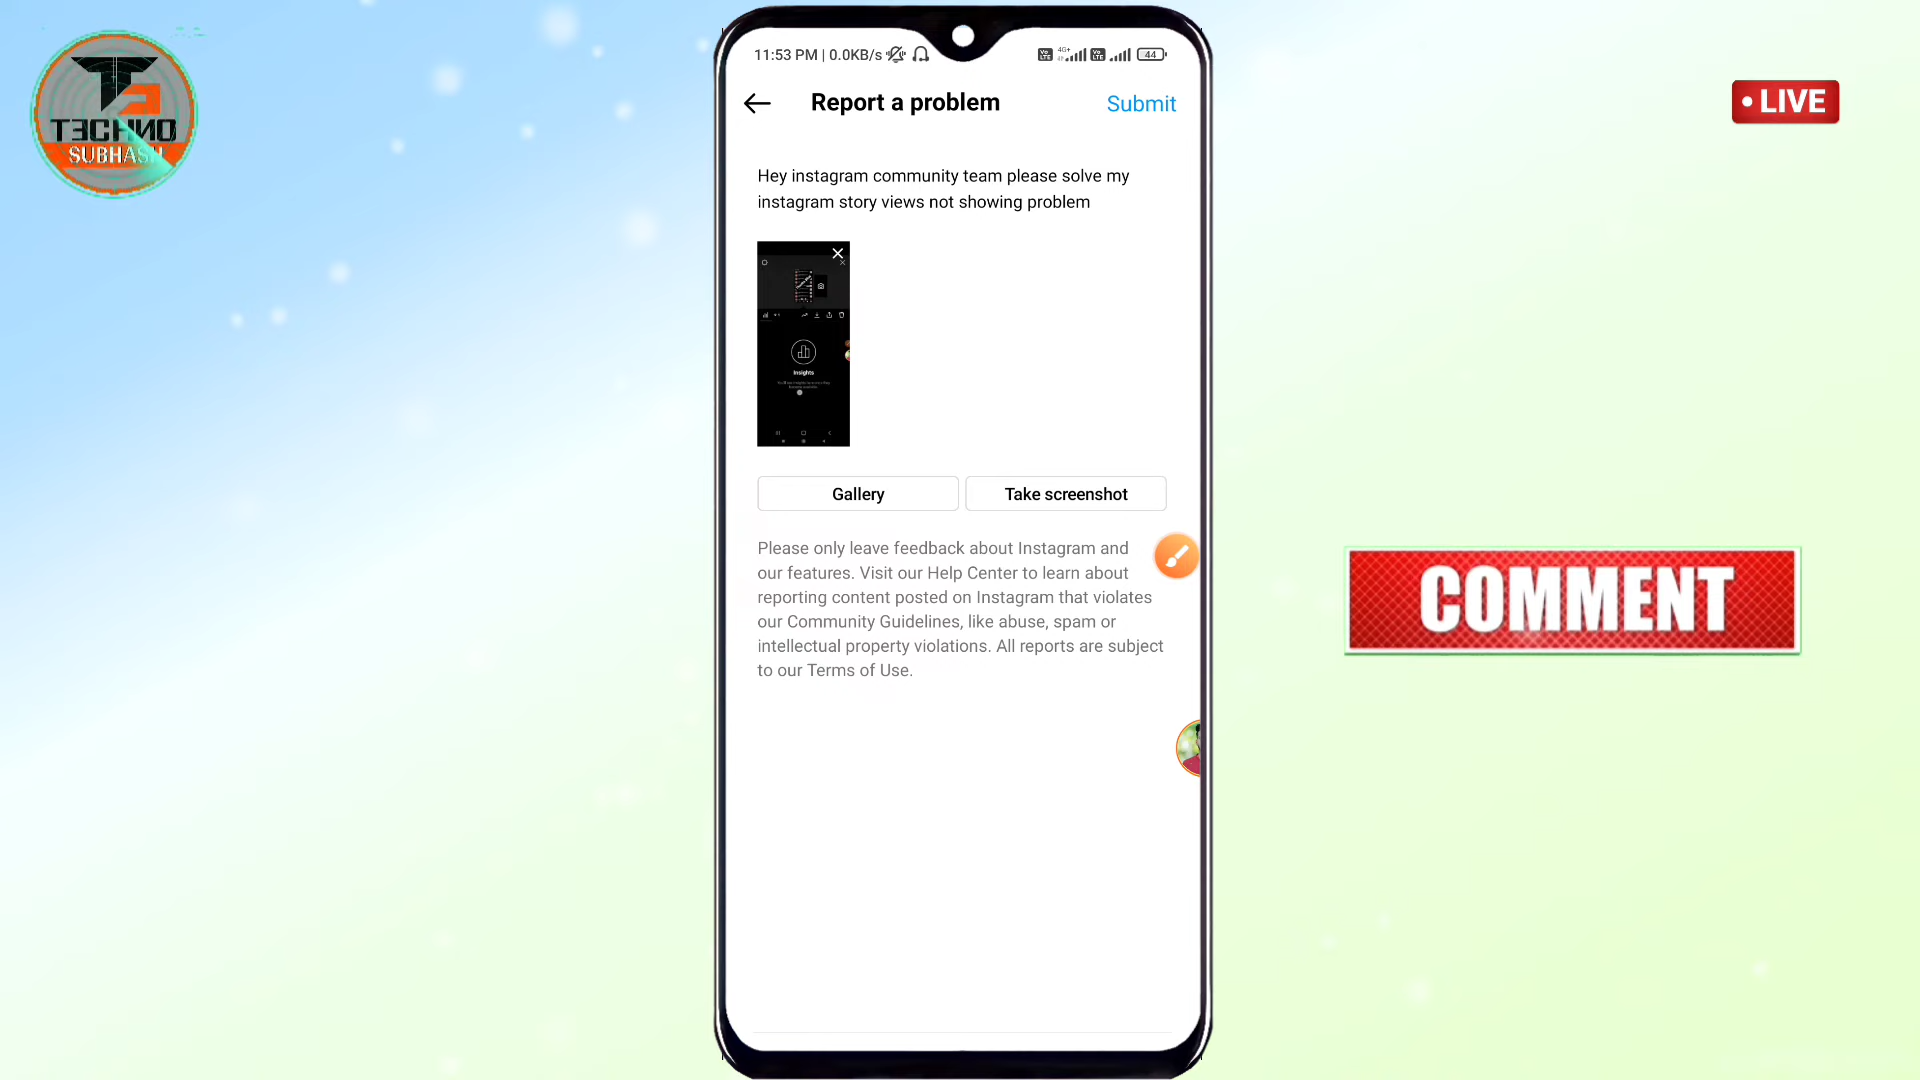 TECHNO
SUBHASH
11:53 PM | 0.0KB/s
4G+
44
Report a problem
Submit
LIVE
Hey instagram community team please solve my
instagram story views not showing problem
Insights
Gallery
Take screenshot
Please only leave feedback about Instagram and
our features. Visit our Help Center to learn about
reporting content posted on Instagram that violates
our Community Guidelines, like abuse, spam or
intellectual property violations. All reports are subject
to our Terms of Use.
COMMENT